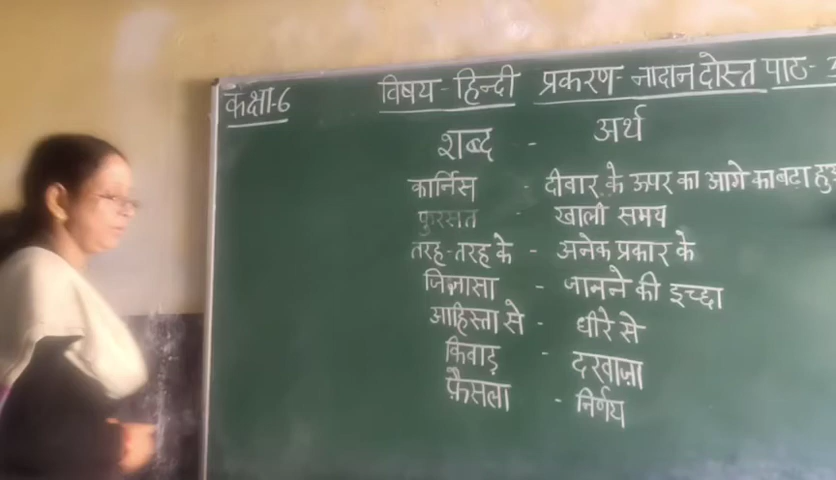 कक्षा-6 विषय-हिन्दी प्रकरण-नादान दोस्त पाठ-
शब्द - अर्थ
कार्निस - दीवार के ऊपर का आगे का बढ़ा
फुरसत - खाली समय
तरह-तरह के - अनेक प्रकार के
जिज्ञासा - जानने की इच्छा
आहिस्ता से - धीरे से
किवाड़ - दरवाज़ा
फ़ैसला - निर्णय